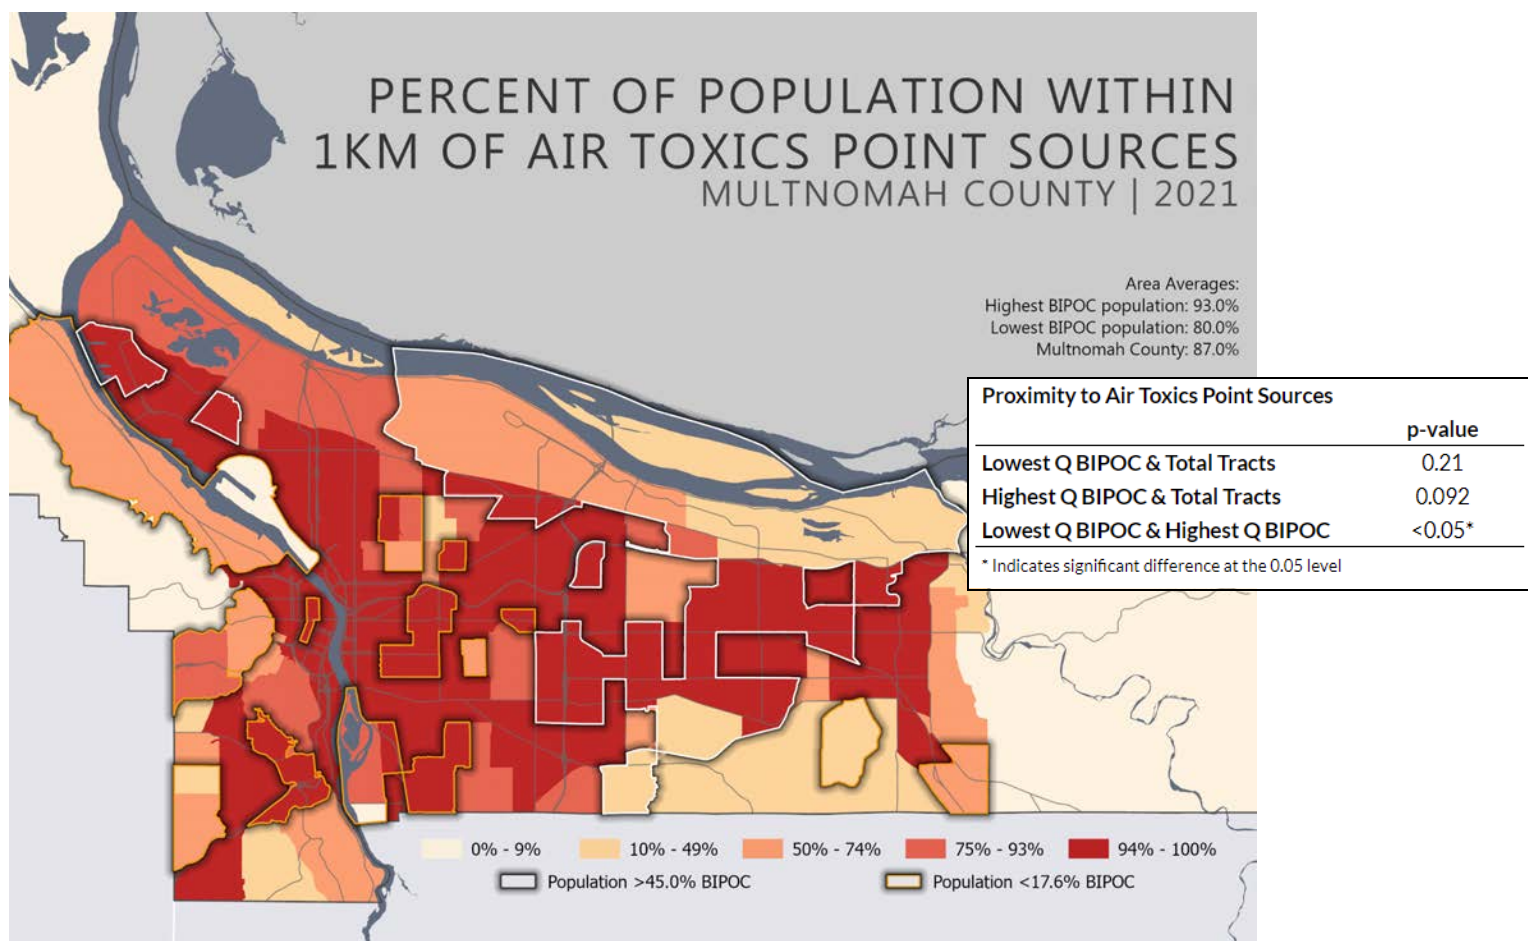 PERCENT OF POPULATION WITHIN
1KM OF AIR TOXICS POINT SOURCES
MULTNOMAH COUNTY | 2021
Area Averages:
Highest BIPOC population: 93.0%
Lowest BIPOC population: 80.0%
Multnomah County: 87.0%
Proximity to Air Toxics Point Sources
p-value
Lowest Q BIPOC & Total Tracts 0.21
Highest Q BIPOC & Total Tracts 0.092
Lowest Q BIPOC & Highest Q BIPOC <0.05*
* Indicates significant difference at the 0.05 level
0% - 9% 10% - 49% 50% - 74% 75% - 93% 94% - 100%
Population >45.0% BIPOC Population <17.6% BIPOC